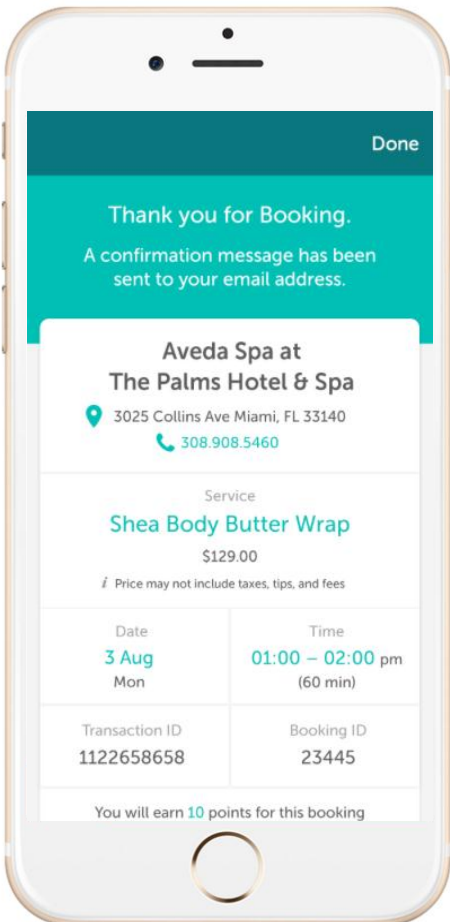 Done
Thank you for Booking.
A confirmation message has been
sent to your email address.
Aveda Spa at
The Palms Hotel & Spa
3025 Collins Ave Miami, FL 33140
308.908.5460
Service
Shea Body Butter Wrap
$129.00
i Price may not include taxes, tips, and fees
Date
3 Aug
Mon
Time
01:00 – 02:00 pm
(60 min)
Transaction ID
1122658658
Booking ID
23445
You will earn 10 points for this booking